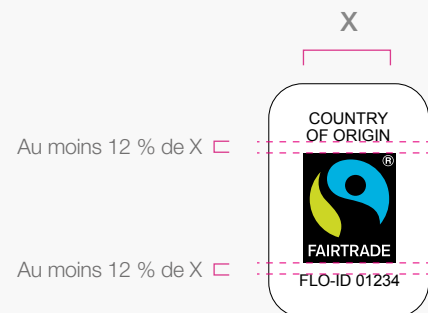 X
COUNTRY
OF ORIGIN
Au moins 12 % de X
®
FAIRTRADE
Au moins 12 % de X
FLO-ID 01234